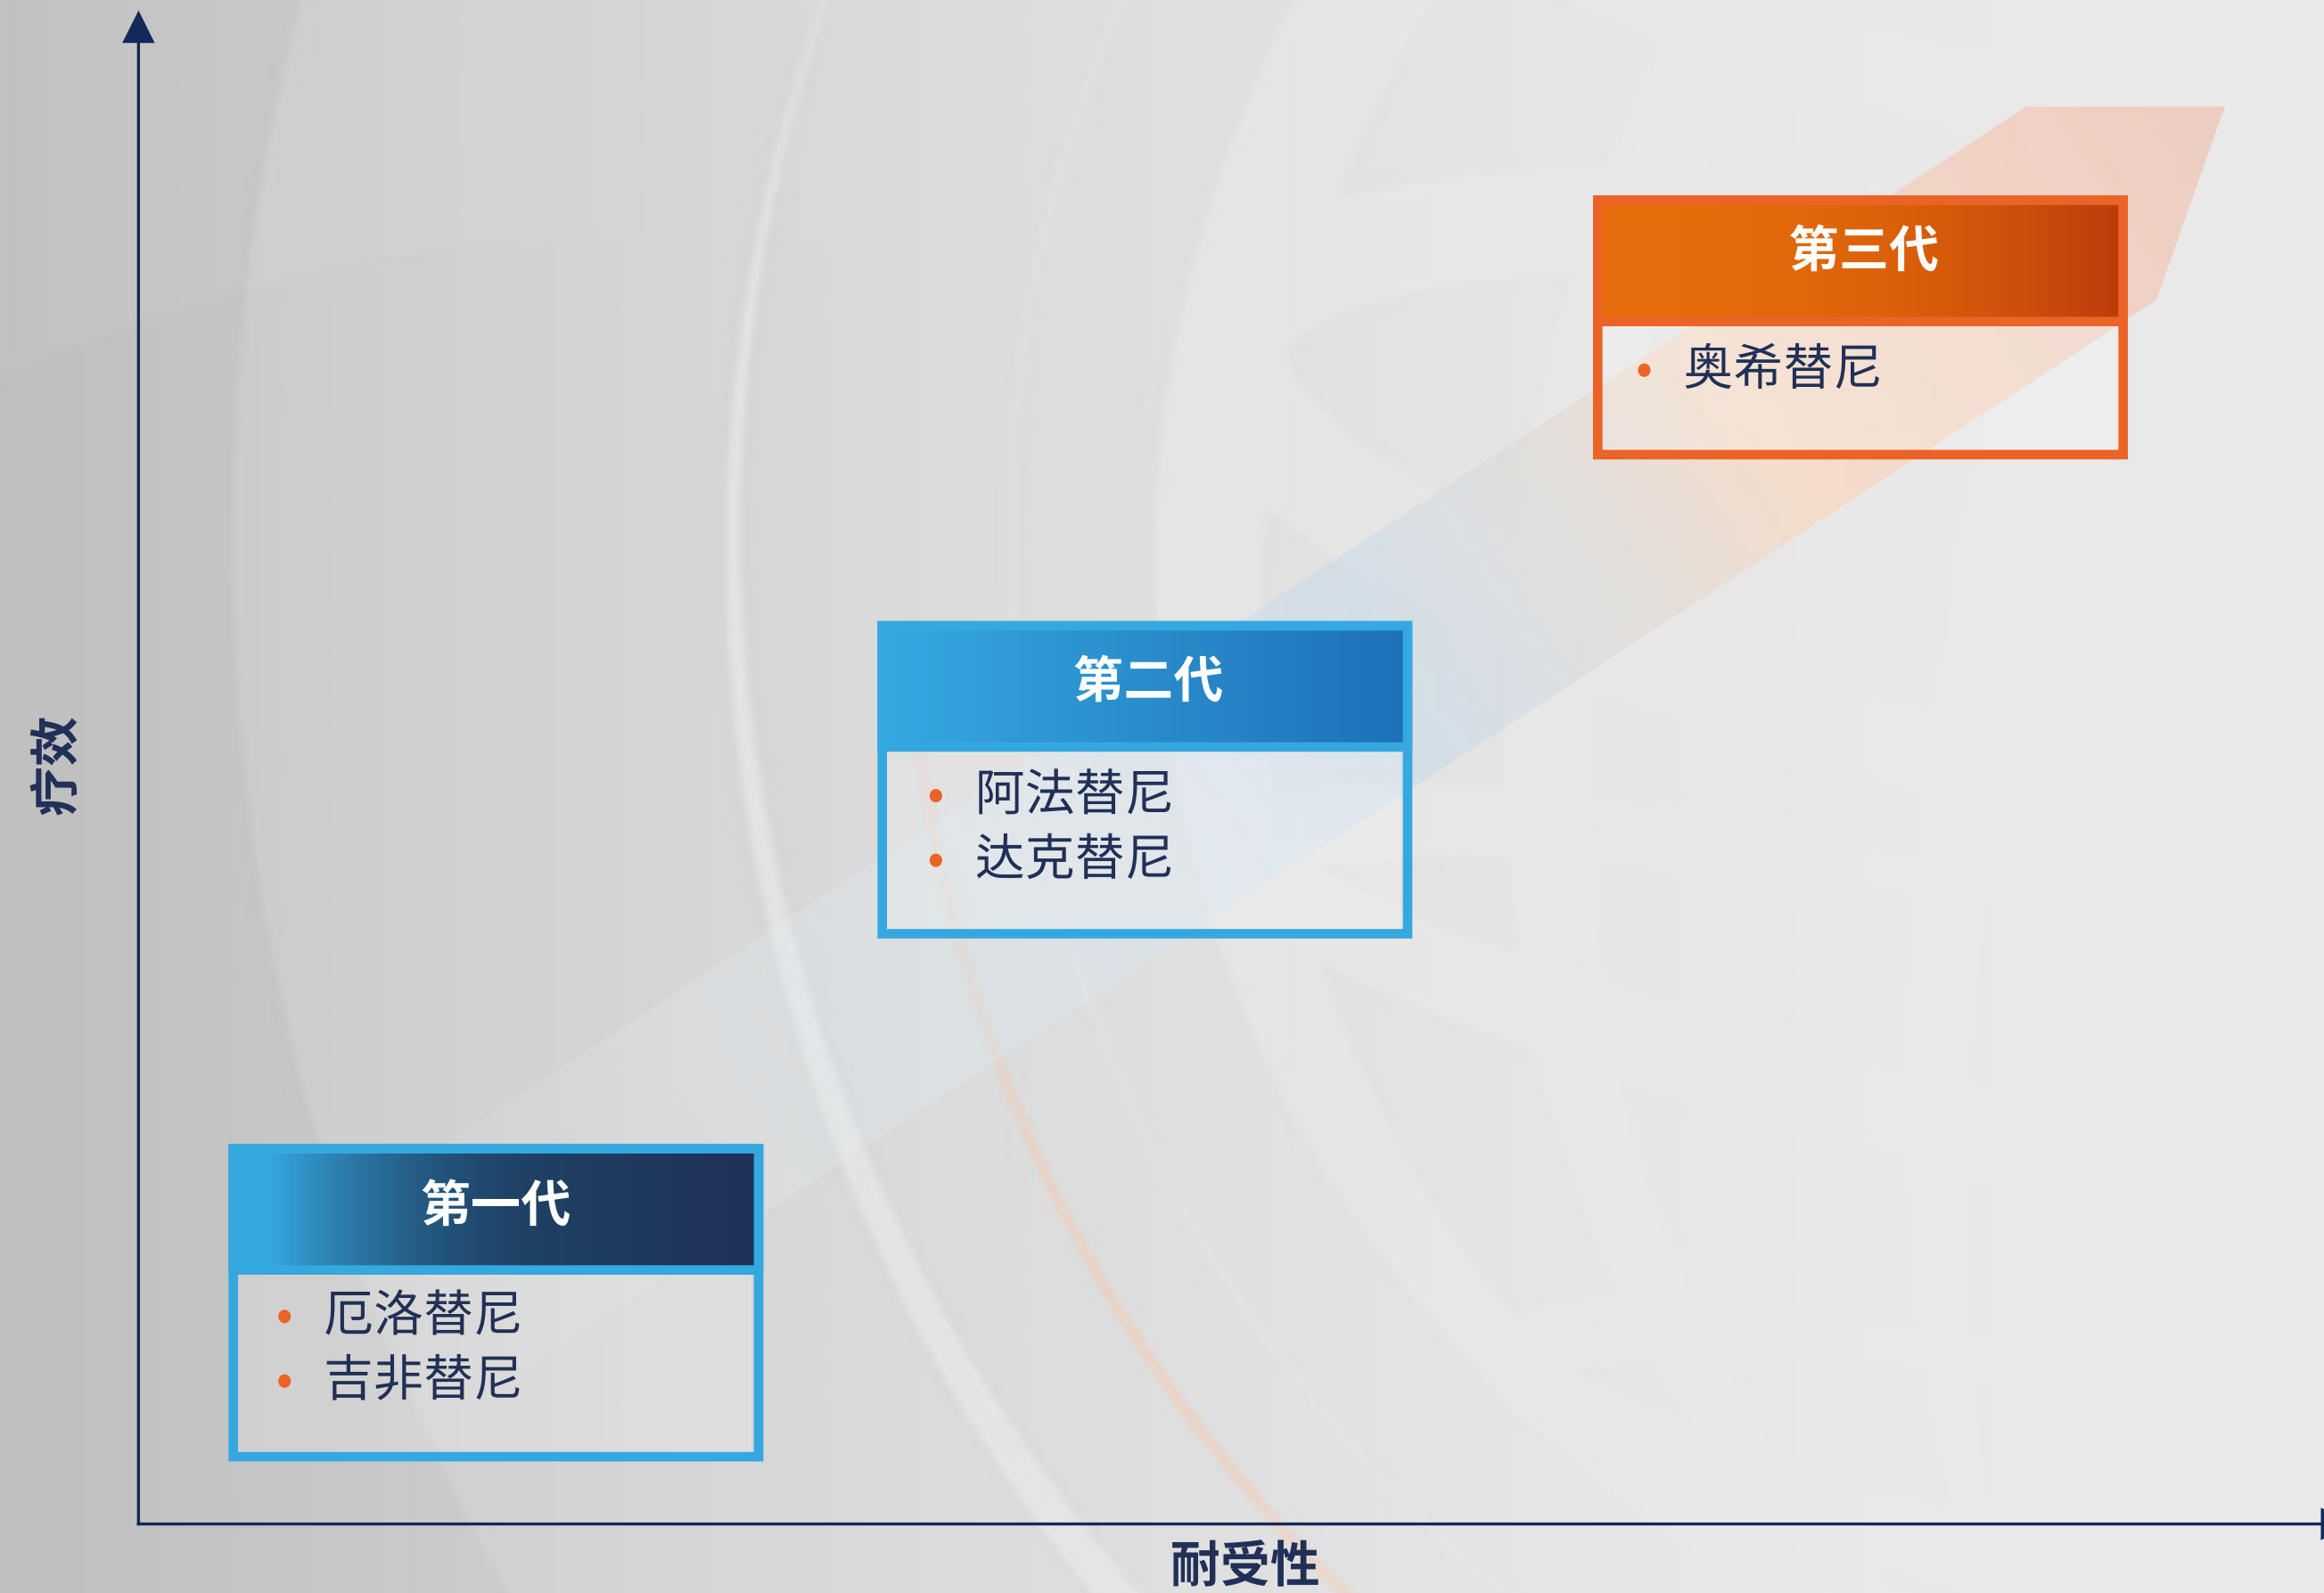 第三代
奥希替尼
第二代
阿法替尼
达克替尼
疗效
第一代
厄洛替尼
吉非替尼
耐受性